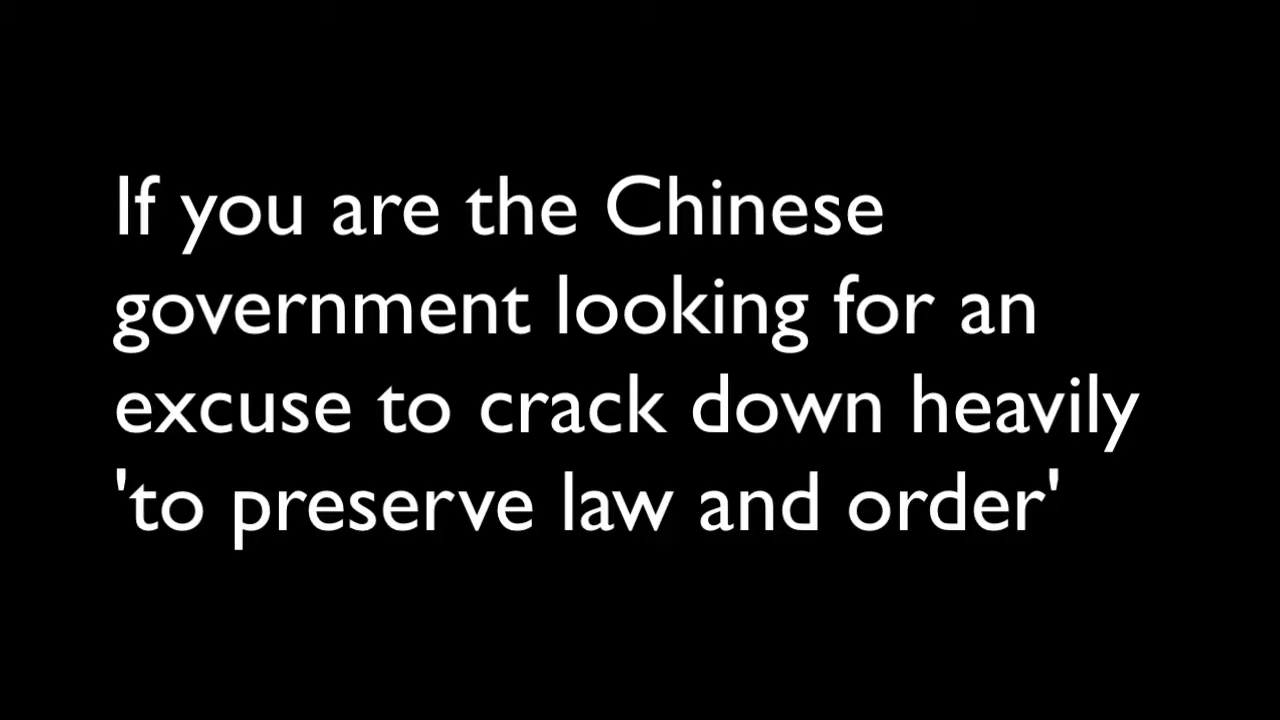 If you are the Chinese
government looking for an
excuse to crack down heavily
'to preserve law and order'